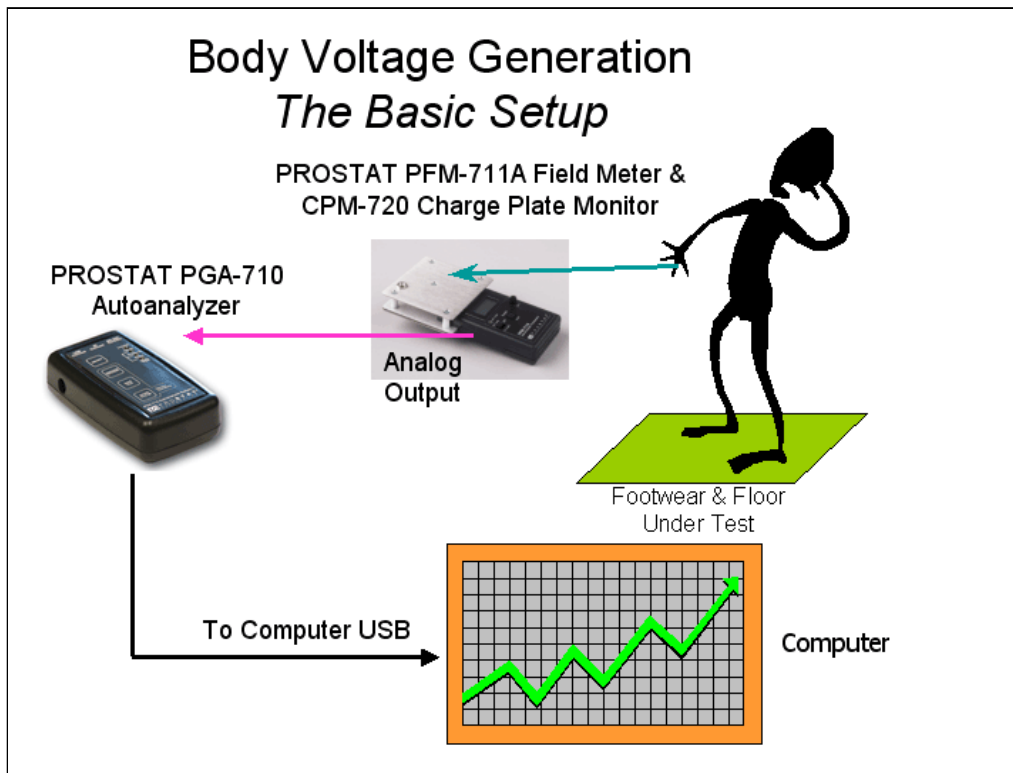 Body Voltage Generation
The Basic Setup
PROSTAT PFM-711A Field Meter &
CPM-720 Charge Plate Monitor
PROSTAT PGA-710
Autoanalyzer
Analog
Output
Footwear & Floor
Under Test
To Computer USB
Computer